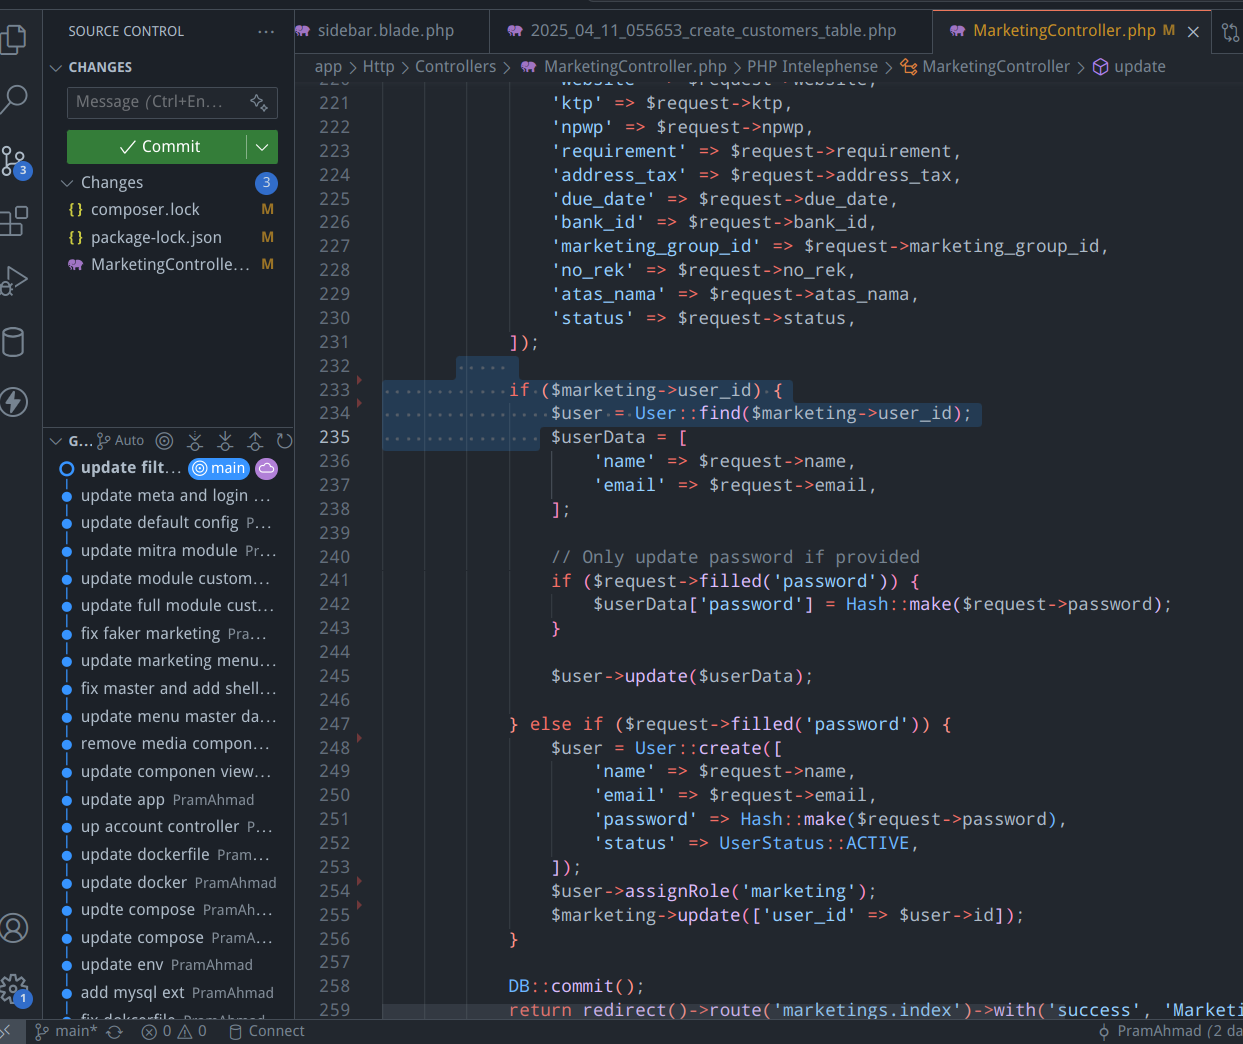 SOURCE CONTROL
CHANGES
Message (Ctrl+En...
Commit
Changes 3
composer.lock M
package-lock.json M
MarketingControlle... M
G... Auto
update filt... main
update meta and login ...
update default config P...
update mitra module Pr...
update module custom...
update full module cust...
fix faker marketing Pra...
update marketing menu...
fix master and add shell...
update menu master da...
remove media compon...
update componen view...
update app PramAhmad
up account controller P...
update dockerfile Pram...
update docker PramAhmad
updte compose PramAh...
update compose PramA...
update env PramAhmad
add mysql ext PramAhmad
3
1
sidebar.blade.php
2025_04_11_055653_create_customers_table.php
MarketingController.php M
app > Http > Controllers > MarketingController.php > PHP Intelephense > MarketingController > update
221 'ktp' => $request->ktp,
222 'npwp' => $request->npwp,
223 'requirement' => $request->requirement,
224 'address_tax' => $request->address_tax,
225 'due_date' => $request->due_date,
226 'bank_id' => $request->bank_id,
227 'marketing_group_id' => $request->marketing_group_id,
228 'no_rek' => $request->no_rek,
229 'atas_nama' => $request->atas_nama,
230 'status' => $request->status,
231 ]);
232
233 if ($marketing->user_id) {
234 $user = User::find($marketing->user_id);
235 $userData = [
236 'name' => $request->name,
237 'email' => $request->email,
238 ];
239
240 // Only update password if provided
241 if ($request->filled('password')) {
242 $userData['password'] = Hash::make($request->password);
243 }
244
245 $user->update($userData);
246
247 } else if ($request->filled('password')) {
248 $user = User::create([
249 'name' => $request->name,
250 'email' => $request->email,
251 'password' => Hash::make($request->password),
252 'status' => UserStatus::ACTIVE,
253 ]);
254 $user->assignRole('marketing');
255 $marketing->update(['user_id' => $user->id]);
256 }
257
258 DB::commit();
259 return redirect()->route('marketings.index')->with('success', 'Marketi
main* 0 0 Connect
PramAhmad (2 da